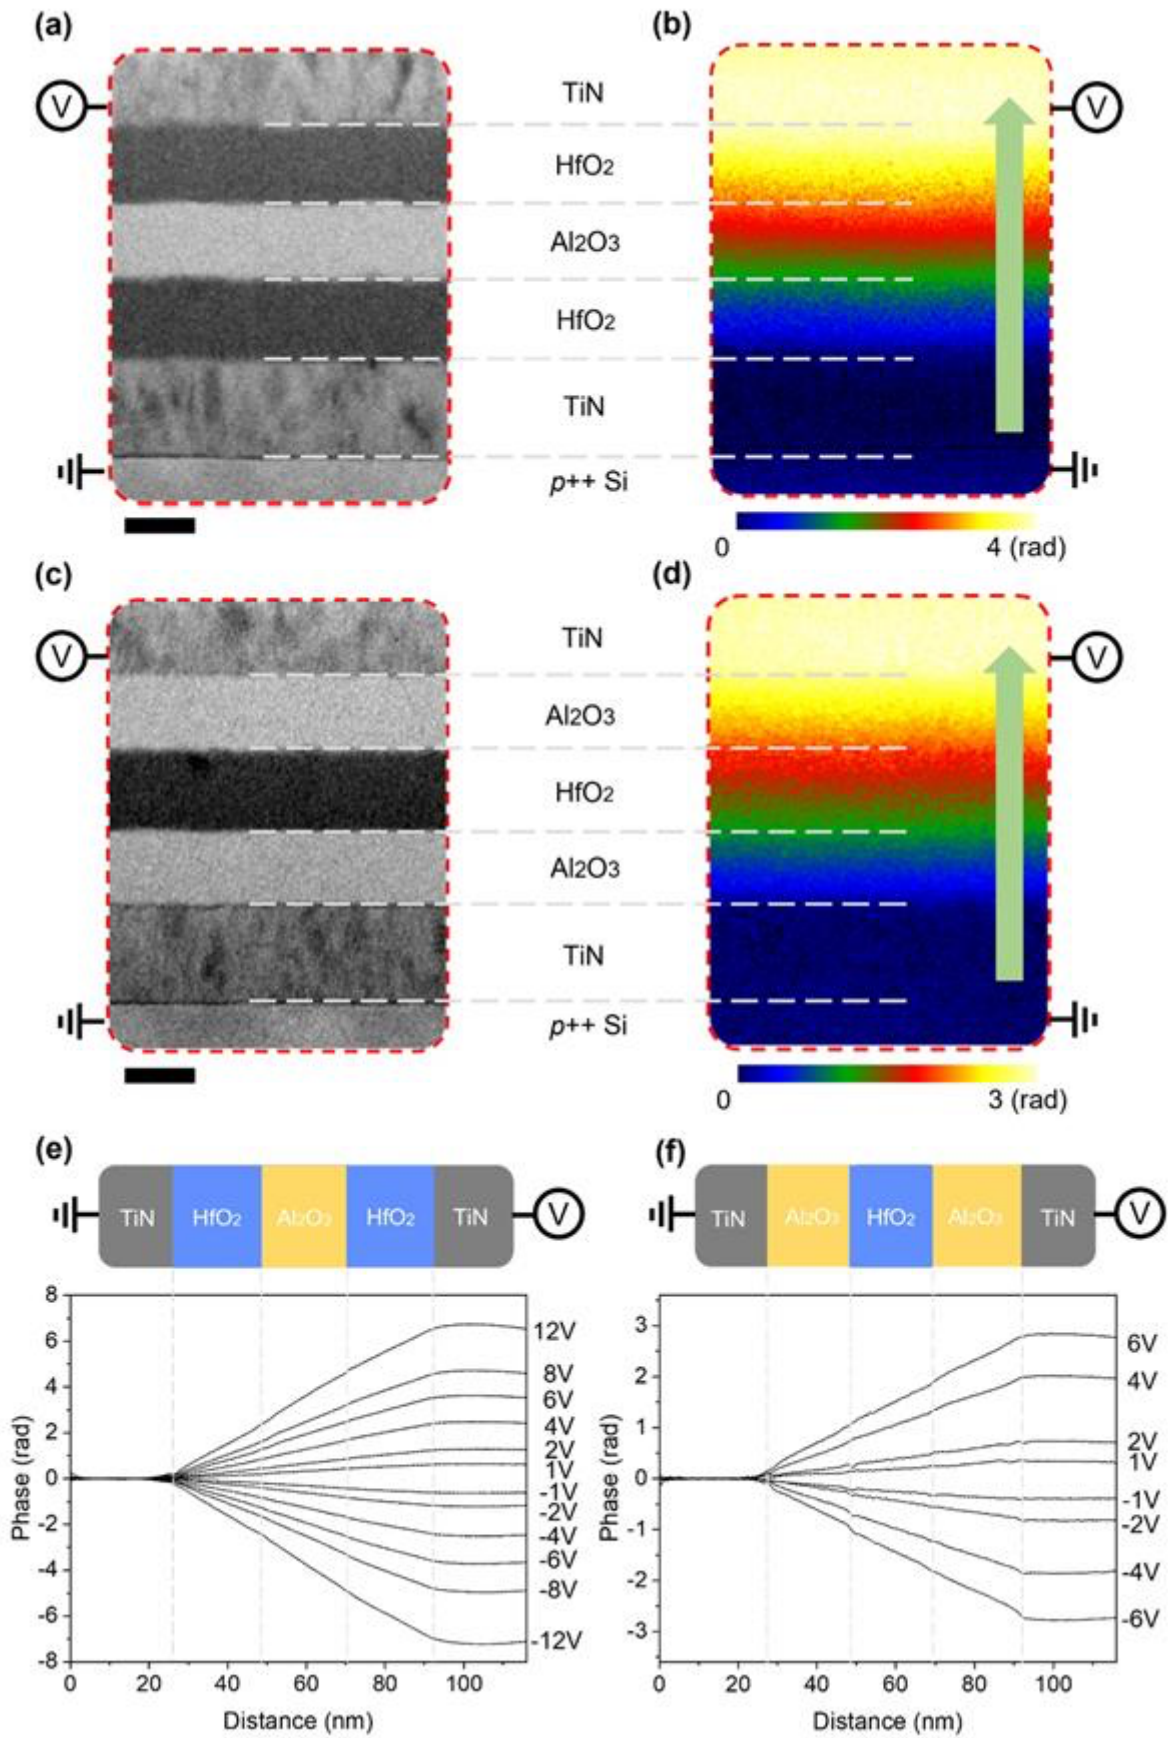 (a)
(b)
V
TiN
V
HfO2
Al2O3
HfO2
TiN
p++ Si
0
4 (rad)
(c)
(d)
V
TiN
V
Al2O3
HfO2
Al2O3
TiN
p++ Si
0
3 (rad)
(e)
TiN
HfO2
Al2O3
HfO2
TiN
V
(f)
TiN
Al2O3
HfO2
Al2O3
TiN
V
8
6
4
2
0
-2
-4
-6
-8
Phase (rad)
12V
8V
6V
4V
2V
1V
-1V
-2V
-4V
-6V
-8V
-12V
0
20
40
60
80
100
Distance (nm)
3
2
1
0
-1
-2
-3
Phase (rad)
6V
4V
2V
1V
-1V
-2V
-4V
-6V
0
20
40
60
80
100
Distance (nm)